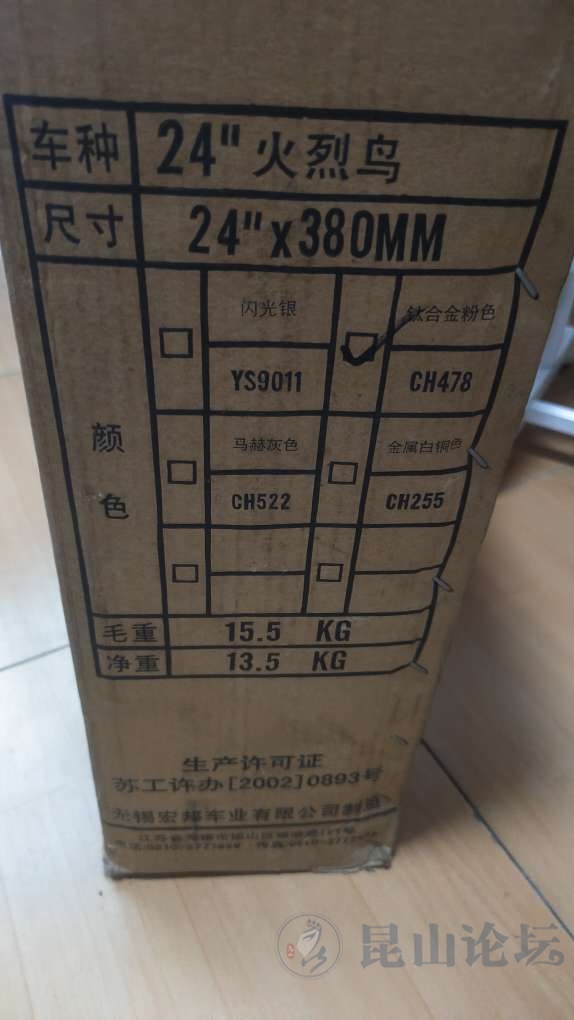 车种 24" 火烈鸟
尺寸 24"x380MM
颜色
闪光银 钛合金粉色
YS9011 CH478
马赫灰色 金属白铜色
CH522 CH255
毛重 15.5 KG
净重 13.5 KG
生产许可证
苏工许办[2002]0893号
无锡宏邦车业有限公司制造
昆山论坛